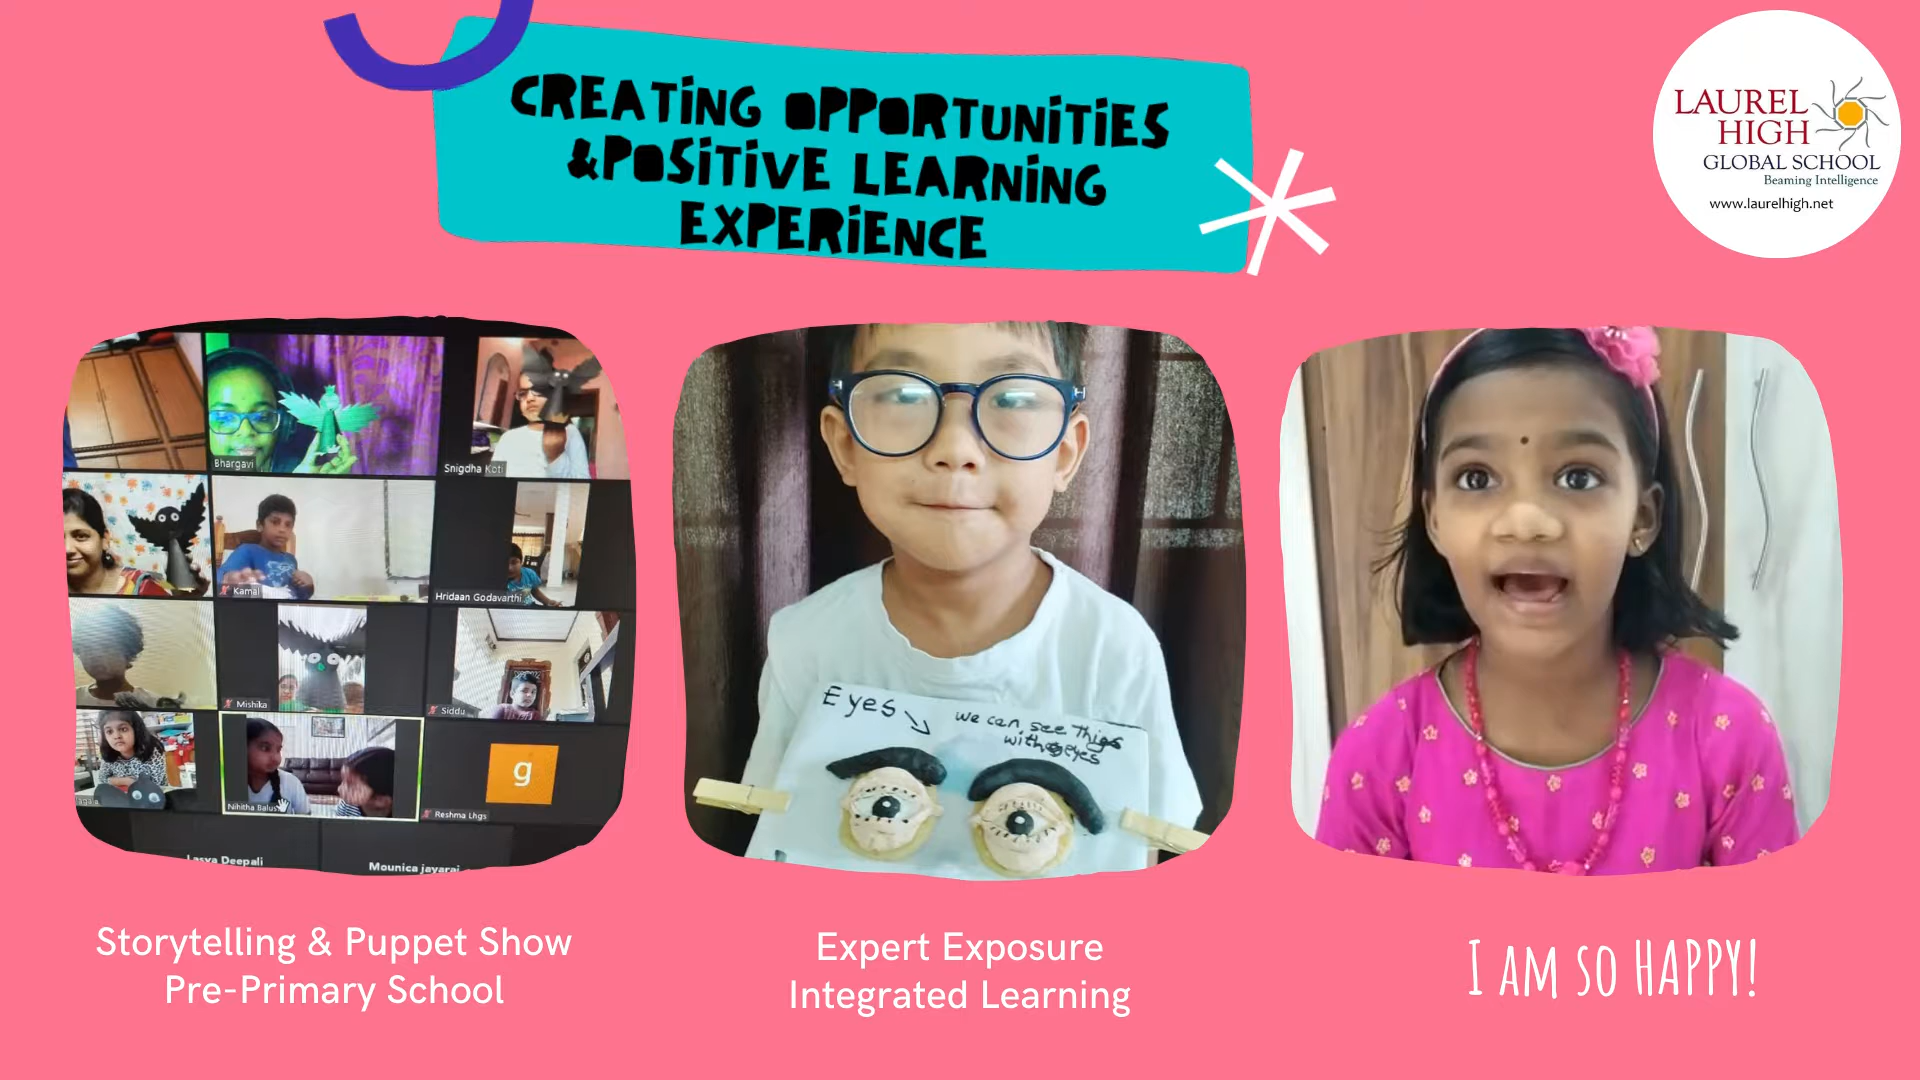 CREATING OPPORTUNITIES
&POSITIVE LEARNING
EXPERIENCE
LAUREL
HIGH
GLOBAL SCHOOL
Beaming Intelligence
www.laurelhigh.net
Bhargavi
Snigdha Koti
Kamal
Hridaan Godavarthi
Mishika
Siddu
g
Nihitha Balus
Reshma Lhgs
Lasya Deepali
Mounica jayaraj
Eyes
we can see Things
with eyes
Storytelling & Puppet Show
Pre-Primary School
Expert Exposure
Integrated Learning
I AM SO HAPPY!